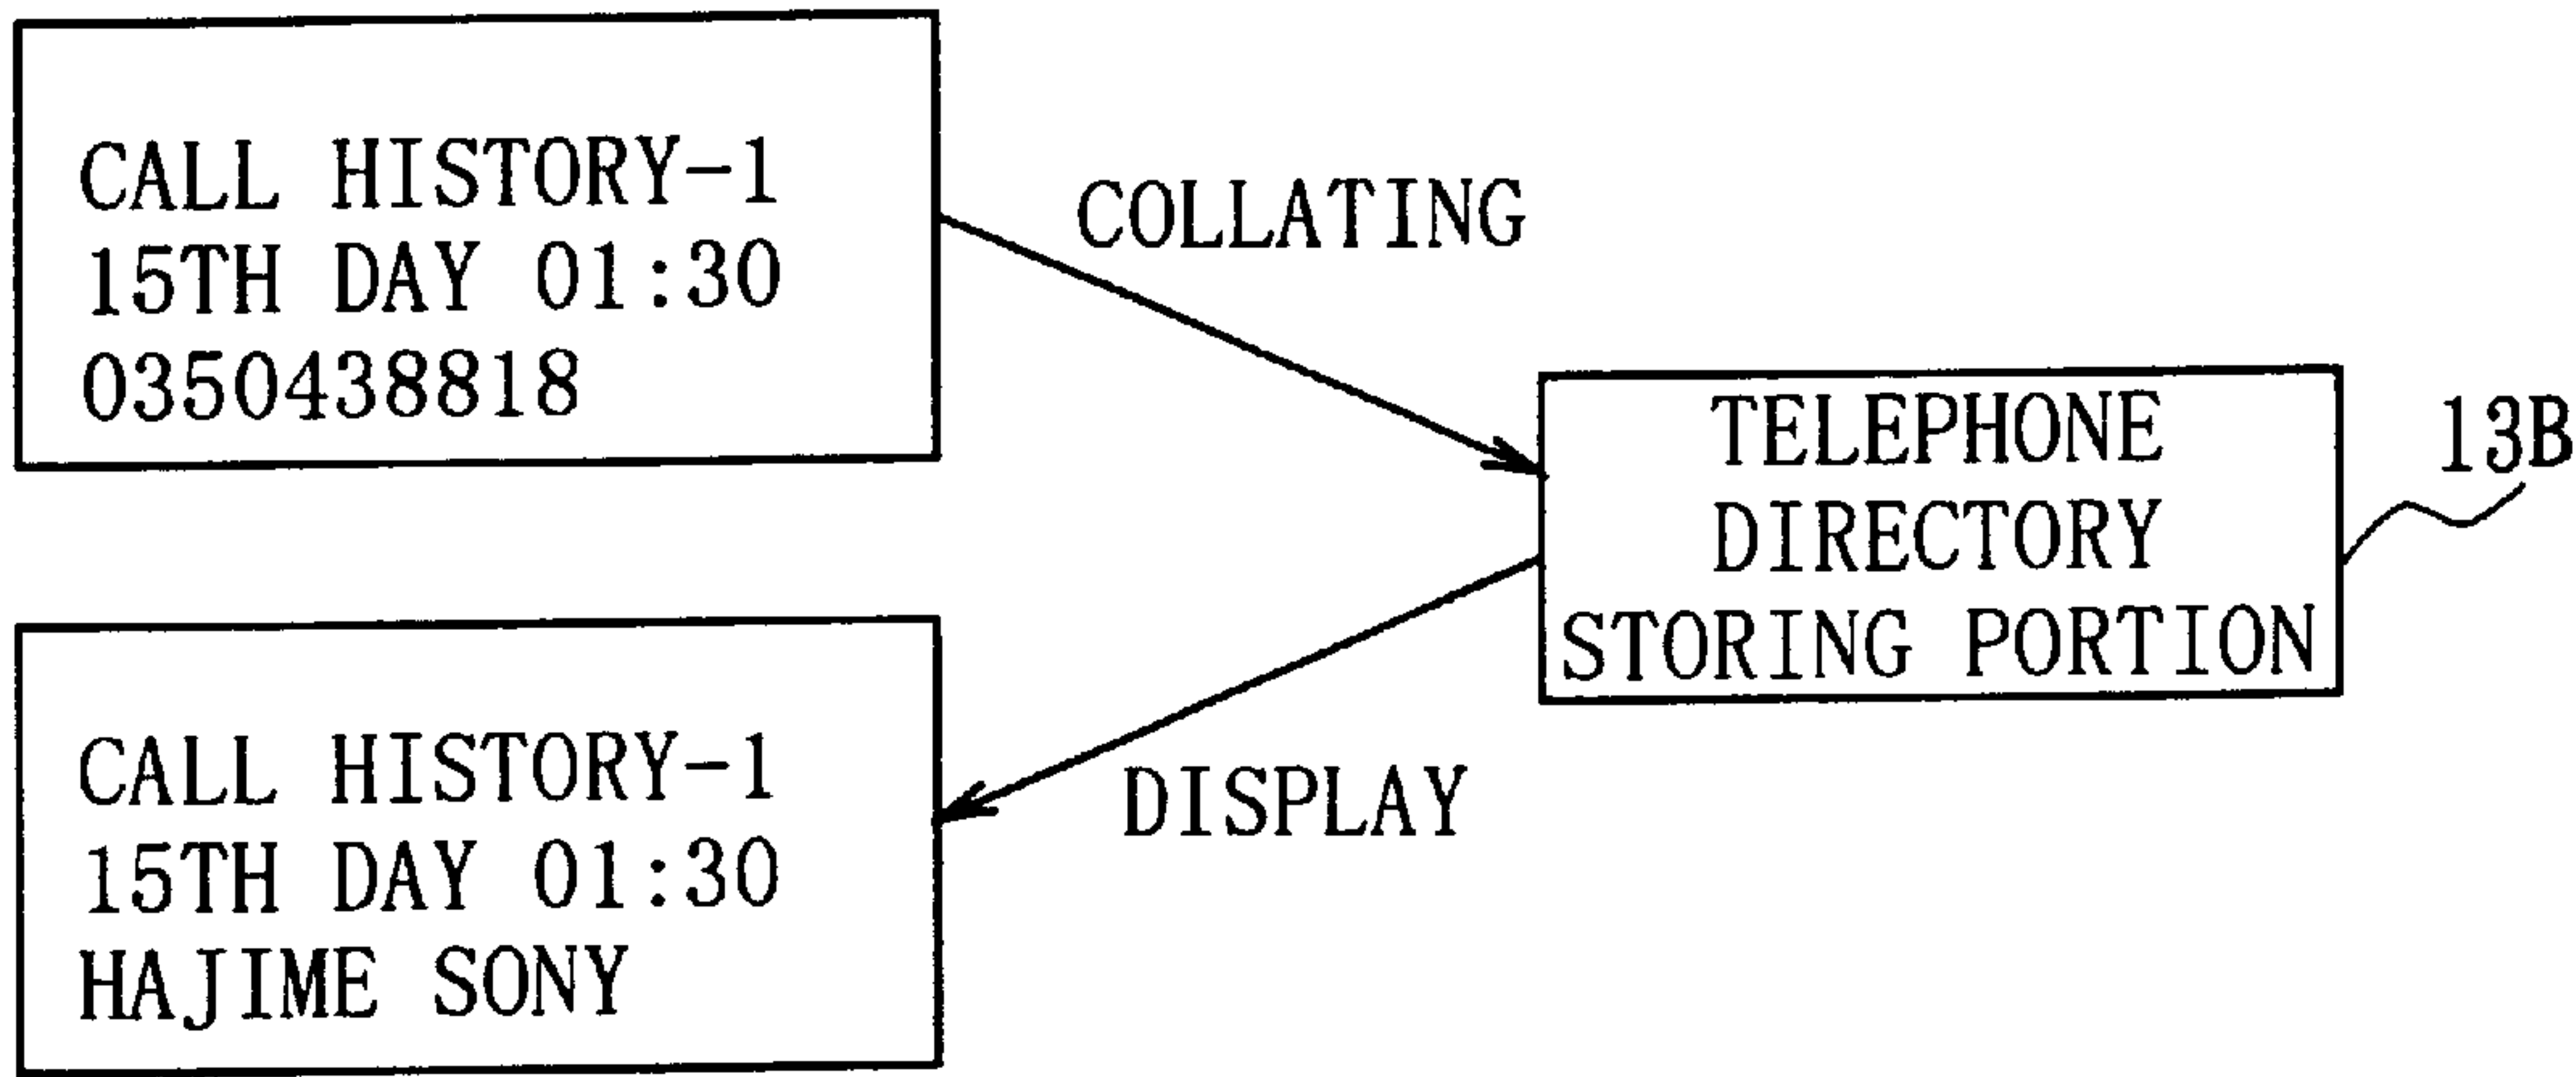 CALL HISTORY-1
15TH DAY 01:30
0350438818
COLLATING
TELEPHONE
DIRECTORY
STORING PORTION
13B
CALL HISTORY-1
15TH DAY 01:30
HAJIME SONY
DISPLAY